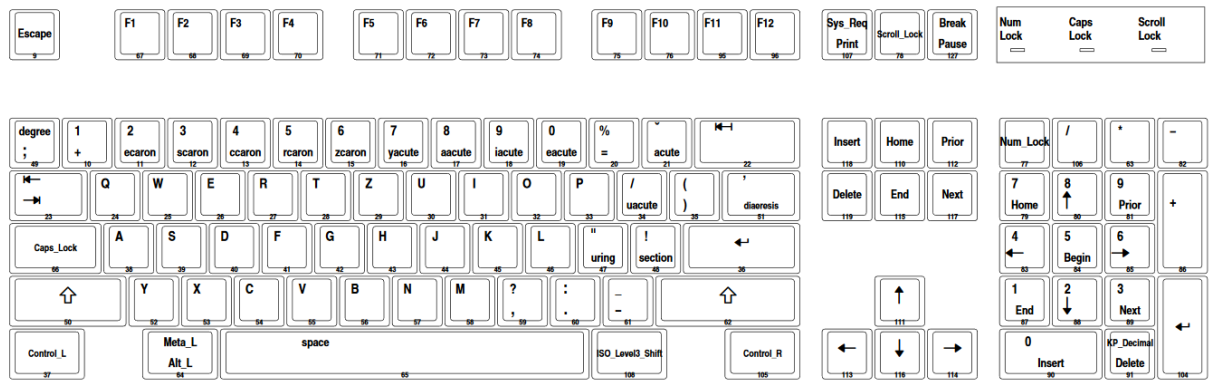 Escape F1 F2 F3 F4 F5 F6 F7 F8 F9 F10 F11 F12 Sys_Req Scroll_Lock Break Num Caps Scroll
Print Pause Lock Lock Lock
9 67 68 69 70 71 72 73 74 75 76 95 96 107 78 127
degree 1 2 3 4 5 6 7 8 9 0 % ˇ Insert Home Prior Num_Lock / * -
; + ecaron scaron ccaron rcaron zcaron yacute aacute iacute eacute = acute
49 10 11 12 13 14 15 16 17 18 19 20 21 22 118 110 112 77 106 63 82
Q W E R T Z U I O P / ( ' Delete End Next 7 8 9 +
uacute ) diaeresis Home ↑ Prior
23 24 25 26 27 28 29 30 31 32 33 34 35 51 119 115 117 79 80 81
Caps_Lock A S D F G H J K L " ! 4 5 6
uring section ← Begin →
66 38 39 40 41 42 43 44 45 46 47 48 36 83 84 85 86
Y X C V B N M ? : _ ↑ 1 2 3
, . - End ↓ Next
50 52 53 54 55 56 57 58 59 60 61 62 111 87 88 89
Control_L Meta_L space ISO_Level3_Shift Control_R ← ↓ → 0 KP_Decimal
Alt_L Insert Delete
37 64 65 108 105 113 116 114 90 91 104